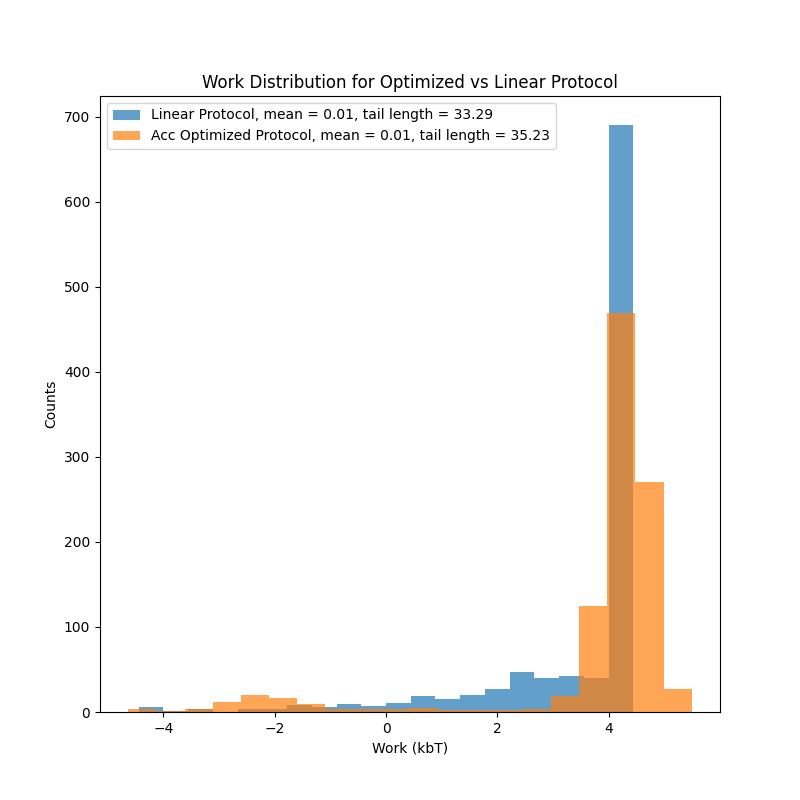 Work Distribution for Optimized vs Linear Protocol
Linear Protocol, mean = 0.01, tail length = 33.29
Acc Optimized Protocol, mean = 0.01, tail length = 35.23
700
600
500
400
300
200
100
0
Counts
−4 −2 0 2 4
Work (kbT)